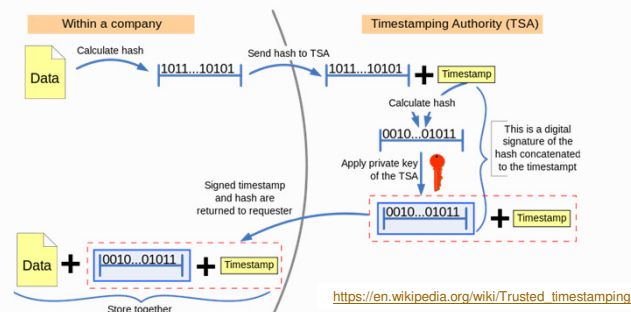 Within a company
Timestamping Authority (TSA)
Data
Calculate hash
1011...10101
Send hash to TSA
1011...10101
Timestamp
Calculate hash
0010...01011
Apply private key
of the TSA
This is a digital
signature of the
hash concatenated
to the timestampt
0010...01011
Timestamp
Signed timestamp
and hash are
returned to requester
Data
0010...01011
Timestamp
Store together
https://en.wikipedia.org/wiki/Trusted_timestamping